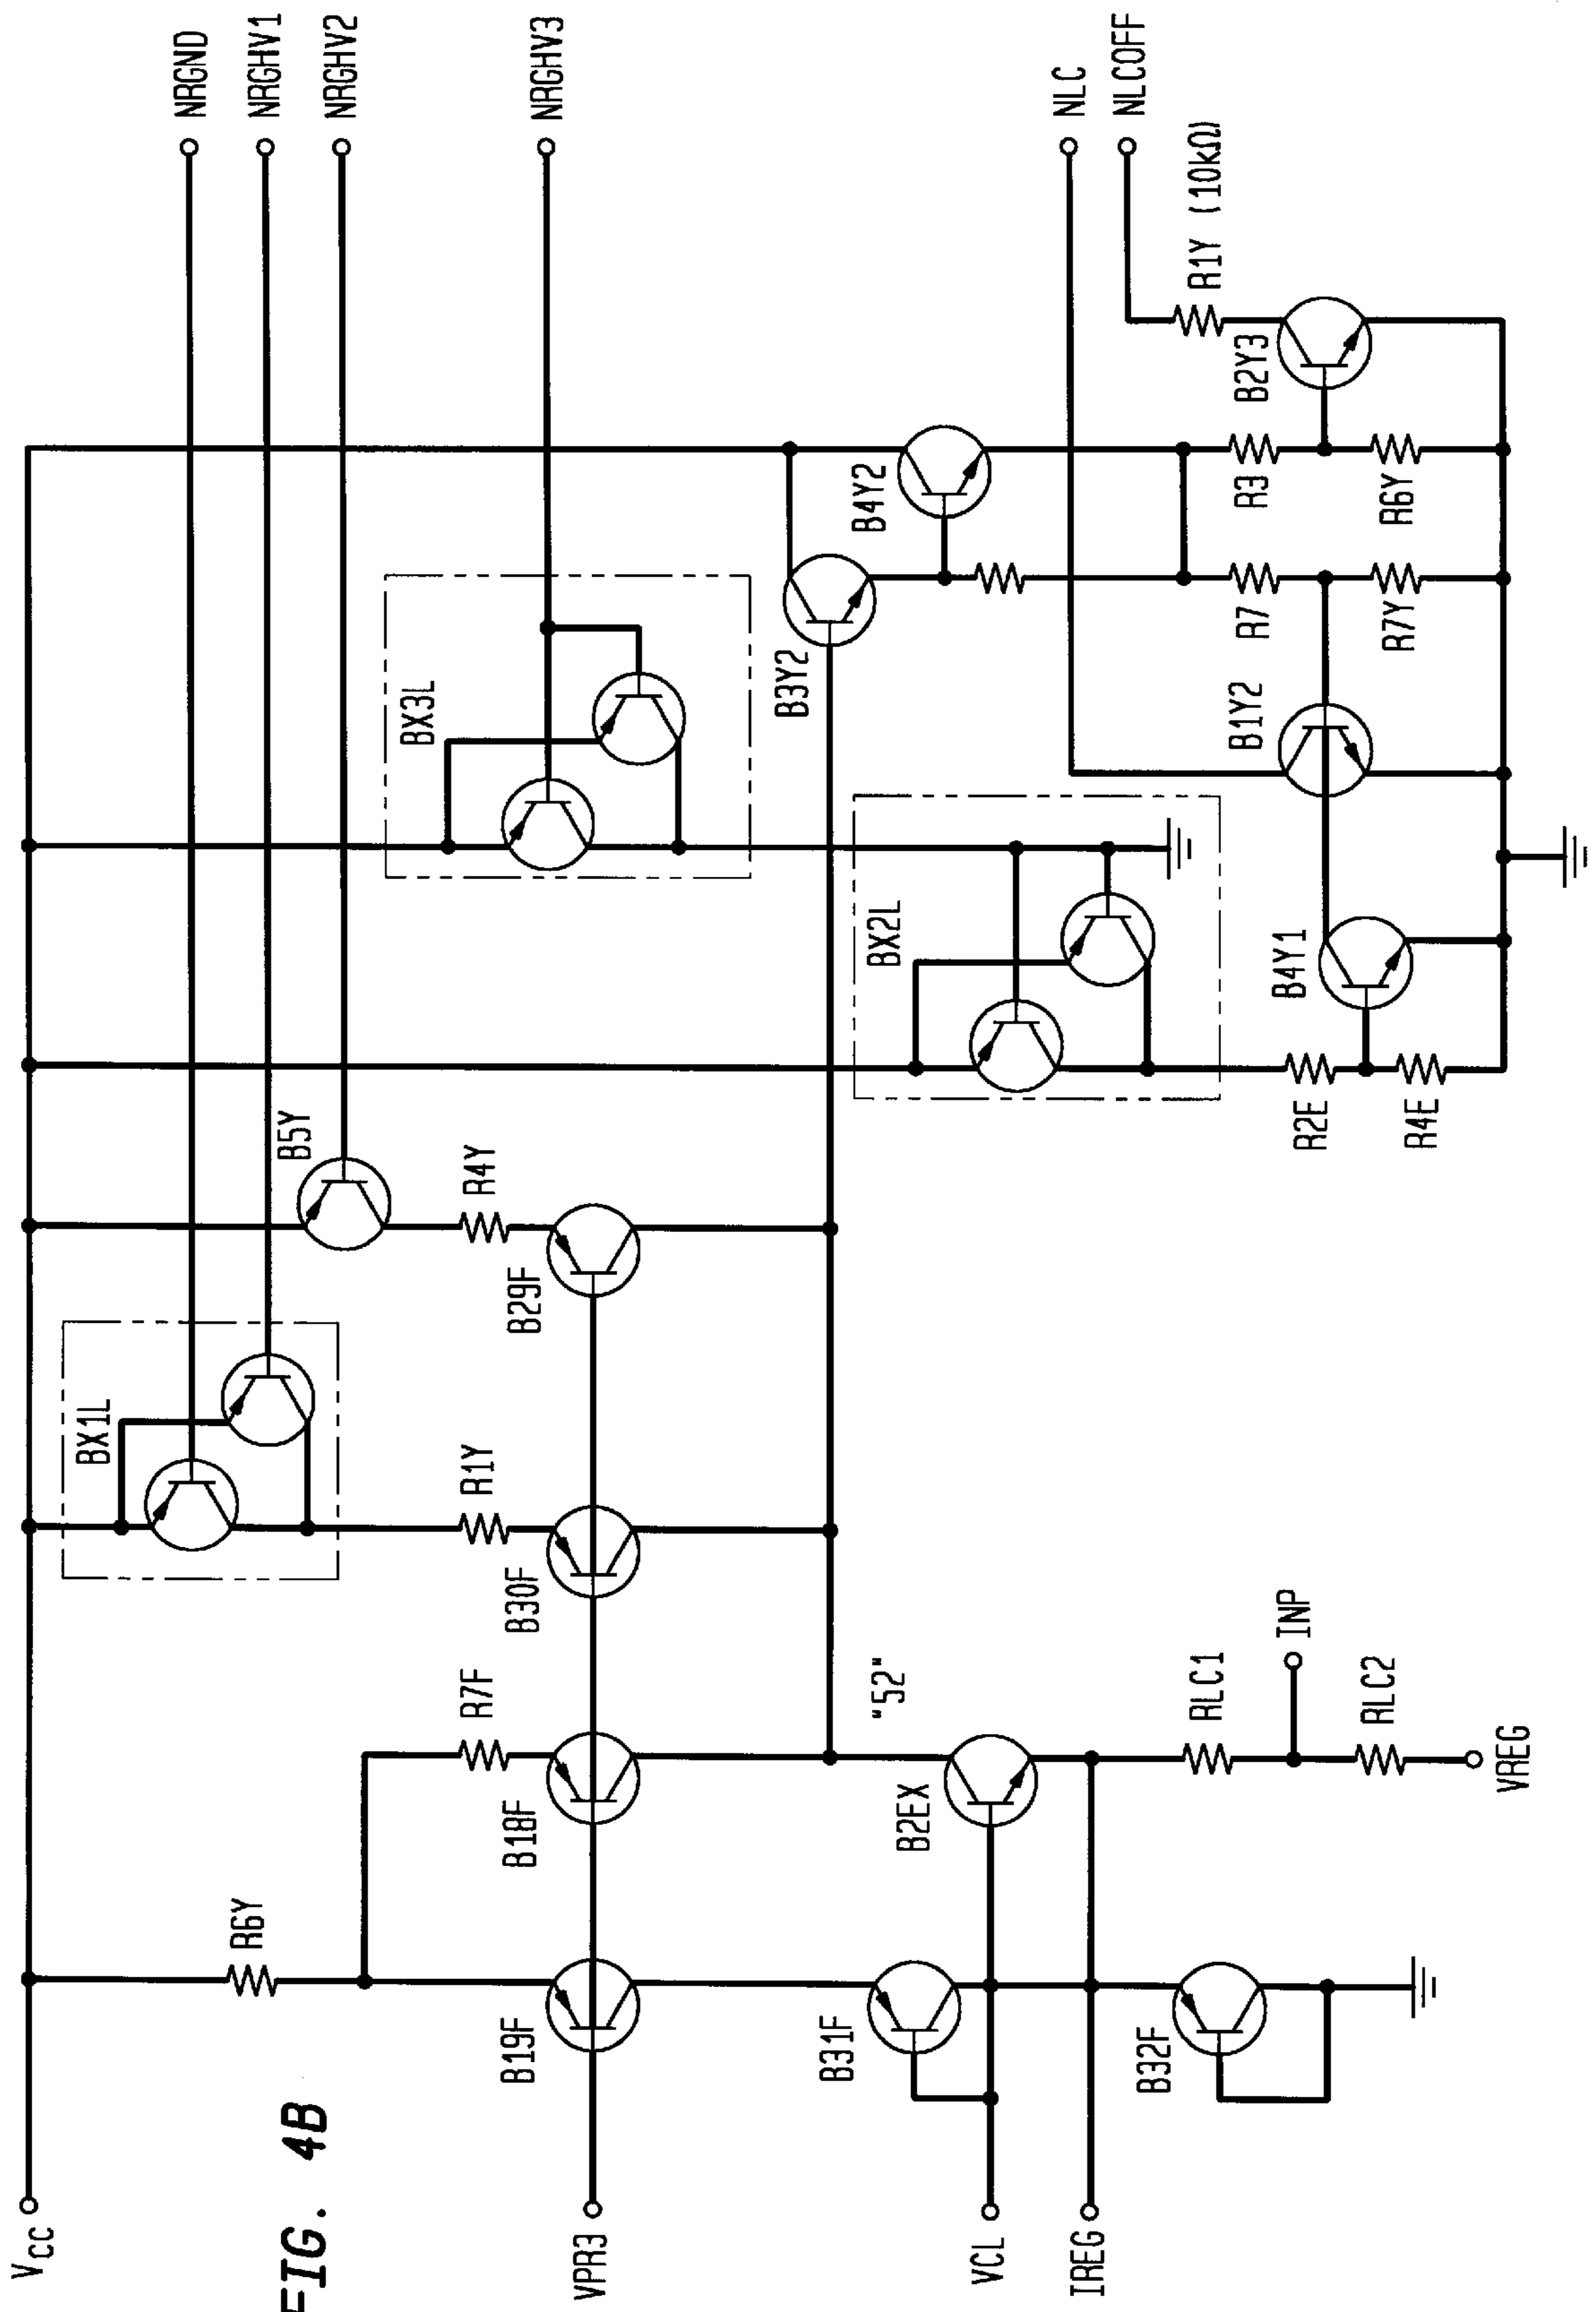 FIG. 4B
VCC
NRGND
NRGHV1
NRGHV2
BX1L
B5Y
NRGHV3
BX3L
R6Y
R7F
R1Y
R4Y
VPR3
B19F
B18F
B30F
B29F
B3Y2
B4Y2
"52"
BX2L
NLC
NLCOFF
R1Y (10kΩ)
VCL
B31F
B2EX
IREG
B32F
RLC1
INP
RLC2
VREG
R2E
R4E
B4Y1
B1Y2
R7
R7Y
R3
R6Y
B2Y3